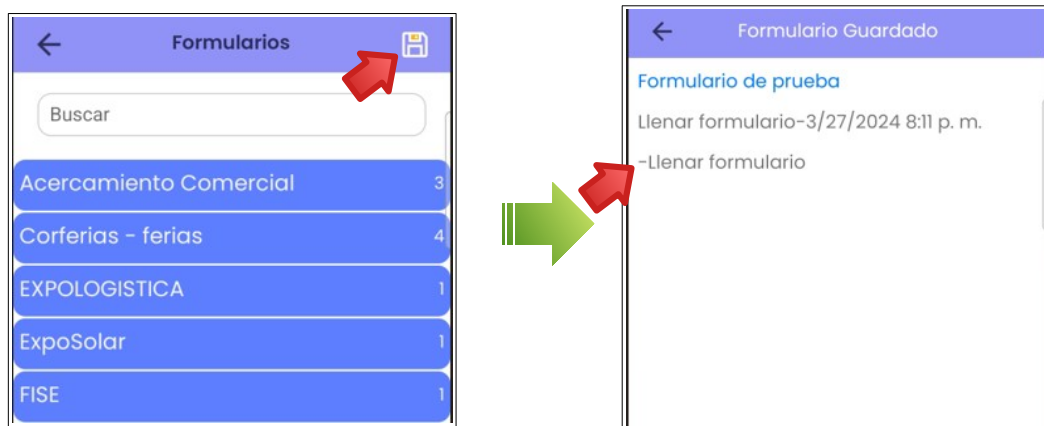 Formularios
Buscar
Acercamiento Comercial 3
Corferias - ferias 4
EXPOLOGISTICA 1
ExpoSolar 1
FISE 1
Formulario Guardado
Formulario de prueba
Llenar formulario-3/27/2024 8:11 p. m.
-Llenar formulario